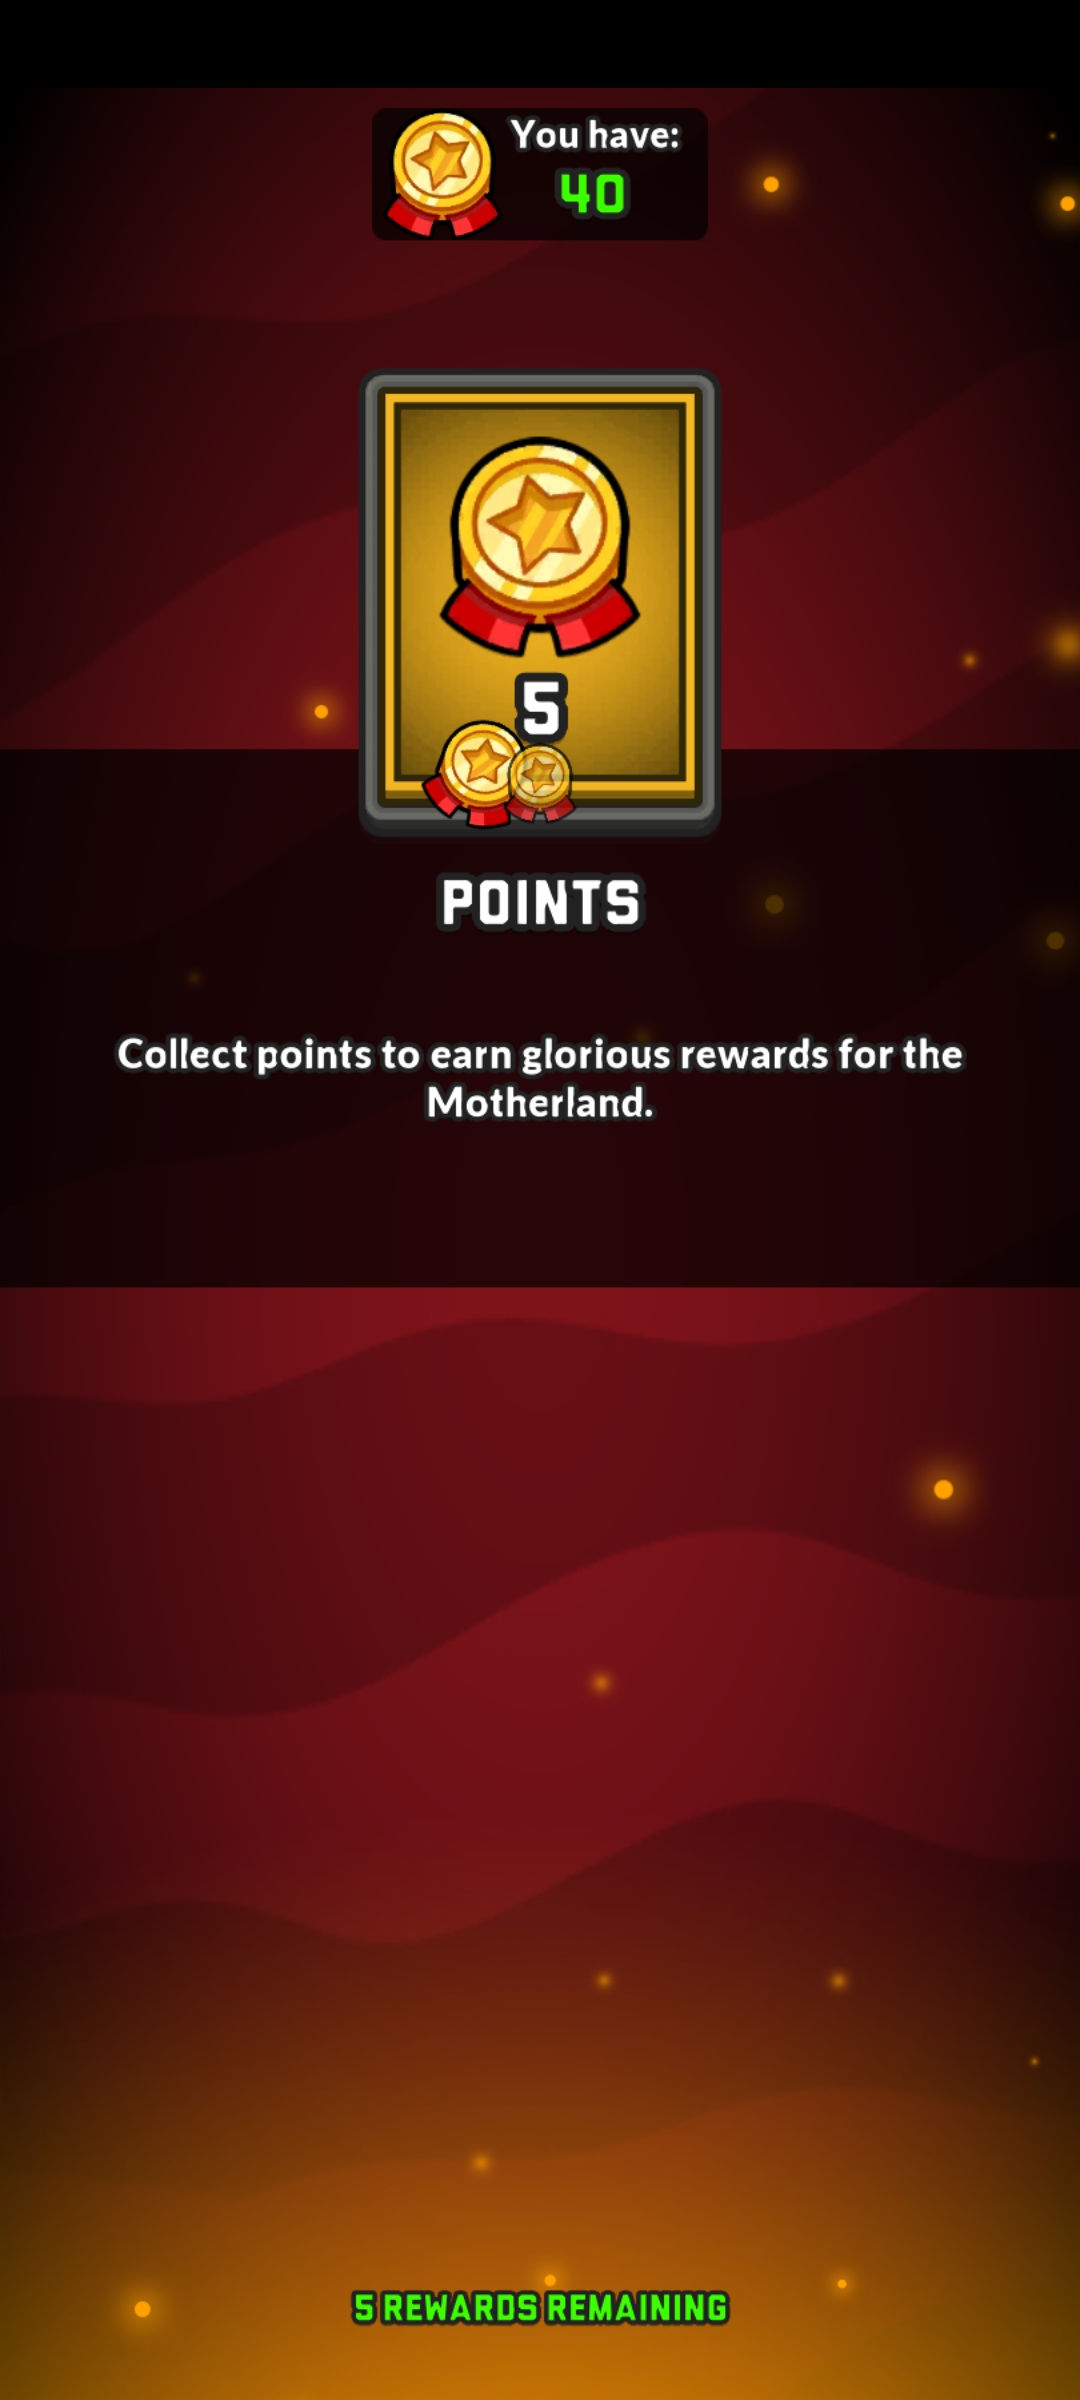 You have:
40
5
POINTS
Collect points to earn glorious rewards for the
Motherland.
5 REWARDS REMAINING